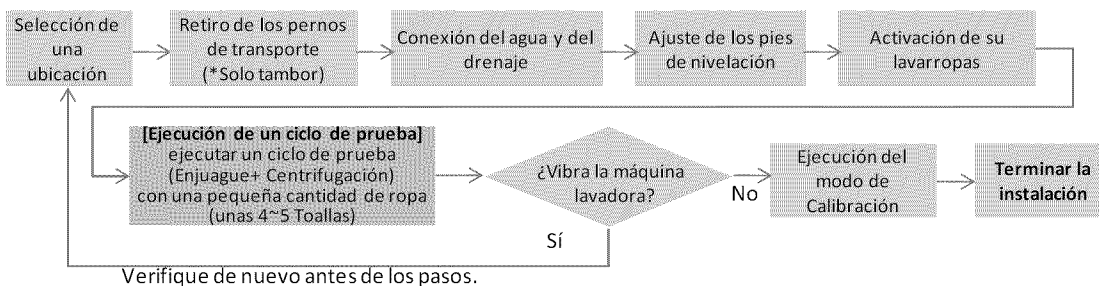 Selección de
una
ubicación
Retiro de los pernos
de transporte
(*Solo tambor)
Conexión del agua y del
drenaje
Ajuste de los pies
de nivelación
Activación de su
lavarropas
[Ejecución de un ciclo de prueba]
ejecutar un ciclo de prueba
(Enjuague+ Centrifugación)
con una pequeña cantidad de ropa
(unas 4~5 Toallas)
¿Vibra la máquina
lavadora?
No
Sí
Ejecución del
modo de
Calibración
Terminar la
instalación
Verifique de nuevo antes de los pasos.